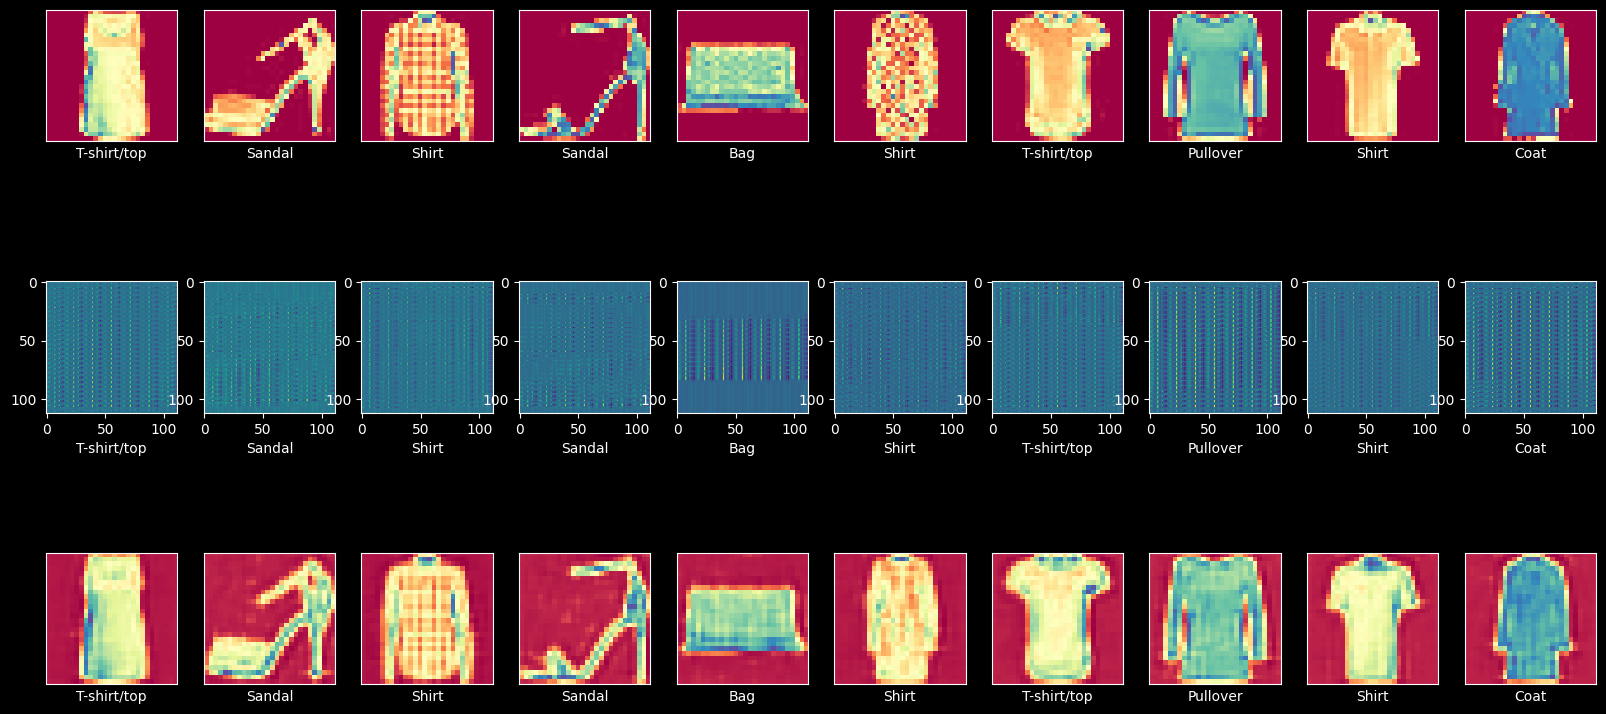 T-shirt/top Sandal Shirt Sandal Bag Shirt T-shirt/top Pullover Shirt Coat
0 0 0 0 0 0 0 0 0 0
50 50 50 50 50 50 50 50 50 50
100 100 100 100 100 100 100 100 100 100
0 50 100 0 50 100 0 50 100 0 50 100 0 50 100 0 50 100 0 50 100 0 50 100 0 50 100 0 50 100
T-shirt/top Sandal Shirt Sandal Bag Shirt T-shirt/top Pullover Shirt Coat
T-shirt/top Sandal Shirt Sandal Bag Shirt T-shirt/top Pullover Shirt Coat